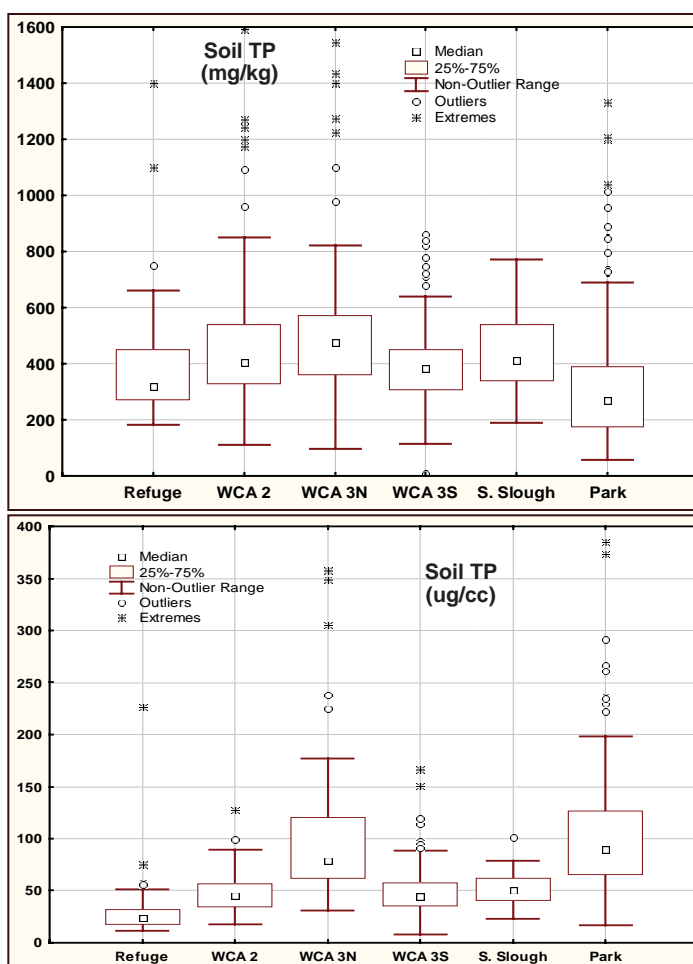 Soil TP
(mg/kg)
Median
25%-75%
Non-Outlier Range
Outliers
Extremes
1600
1400
1200
1000
800
600
400
200
0
Refuge WCA 2 WCA 3N WCA 3S S. Slough Park
Soil TP
(ug/cc)
Median
25%-75%
Non-Outlier Range
Outliers
Extremes
400
350
300
250
200
150
100
50
0
Refuge WCA 2 WCA 3N WCA 3S S. Slough Park